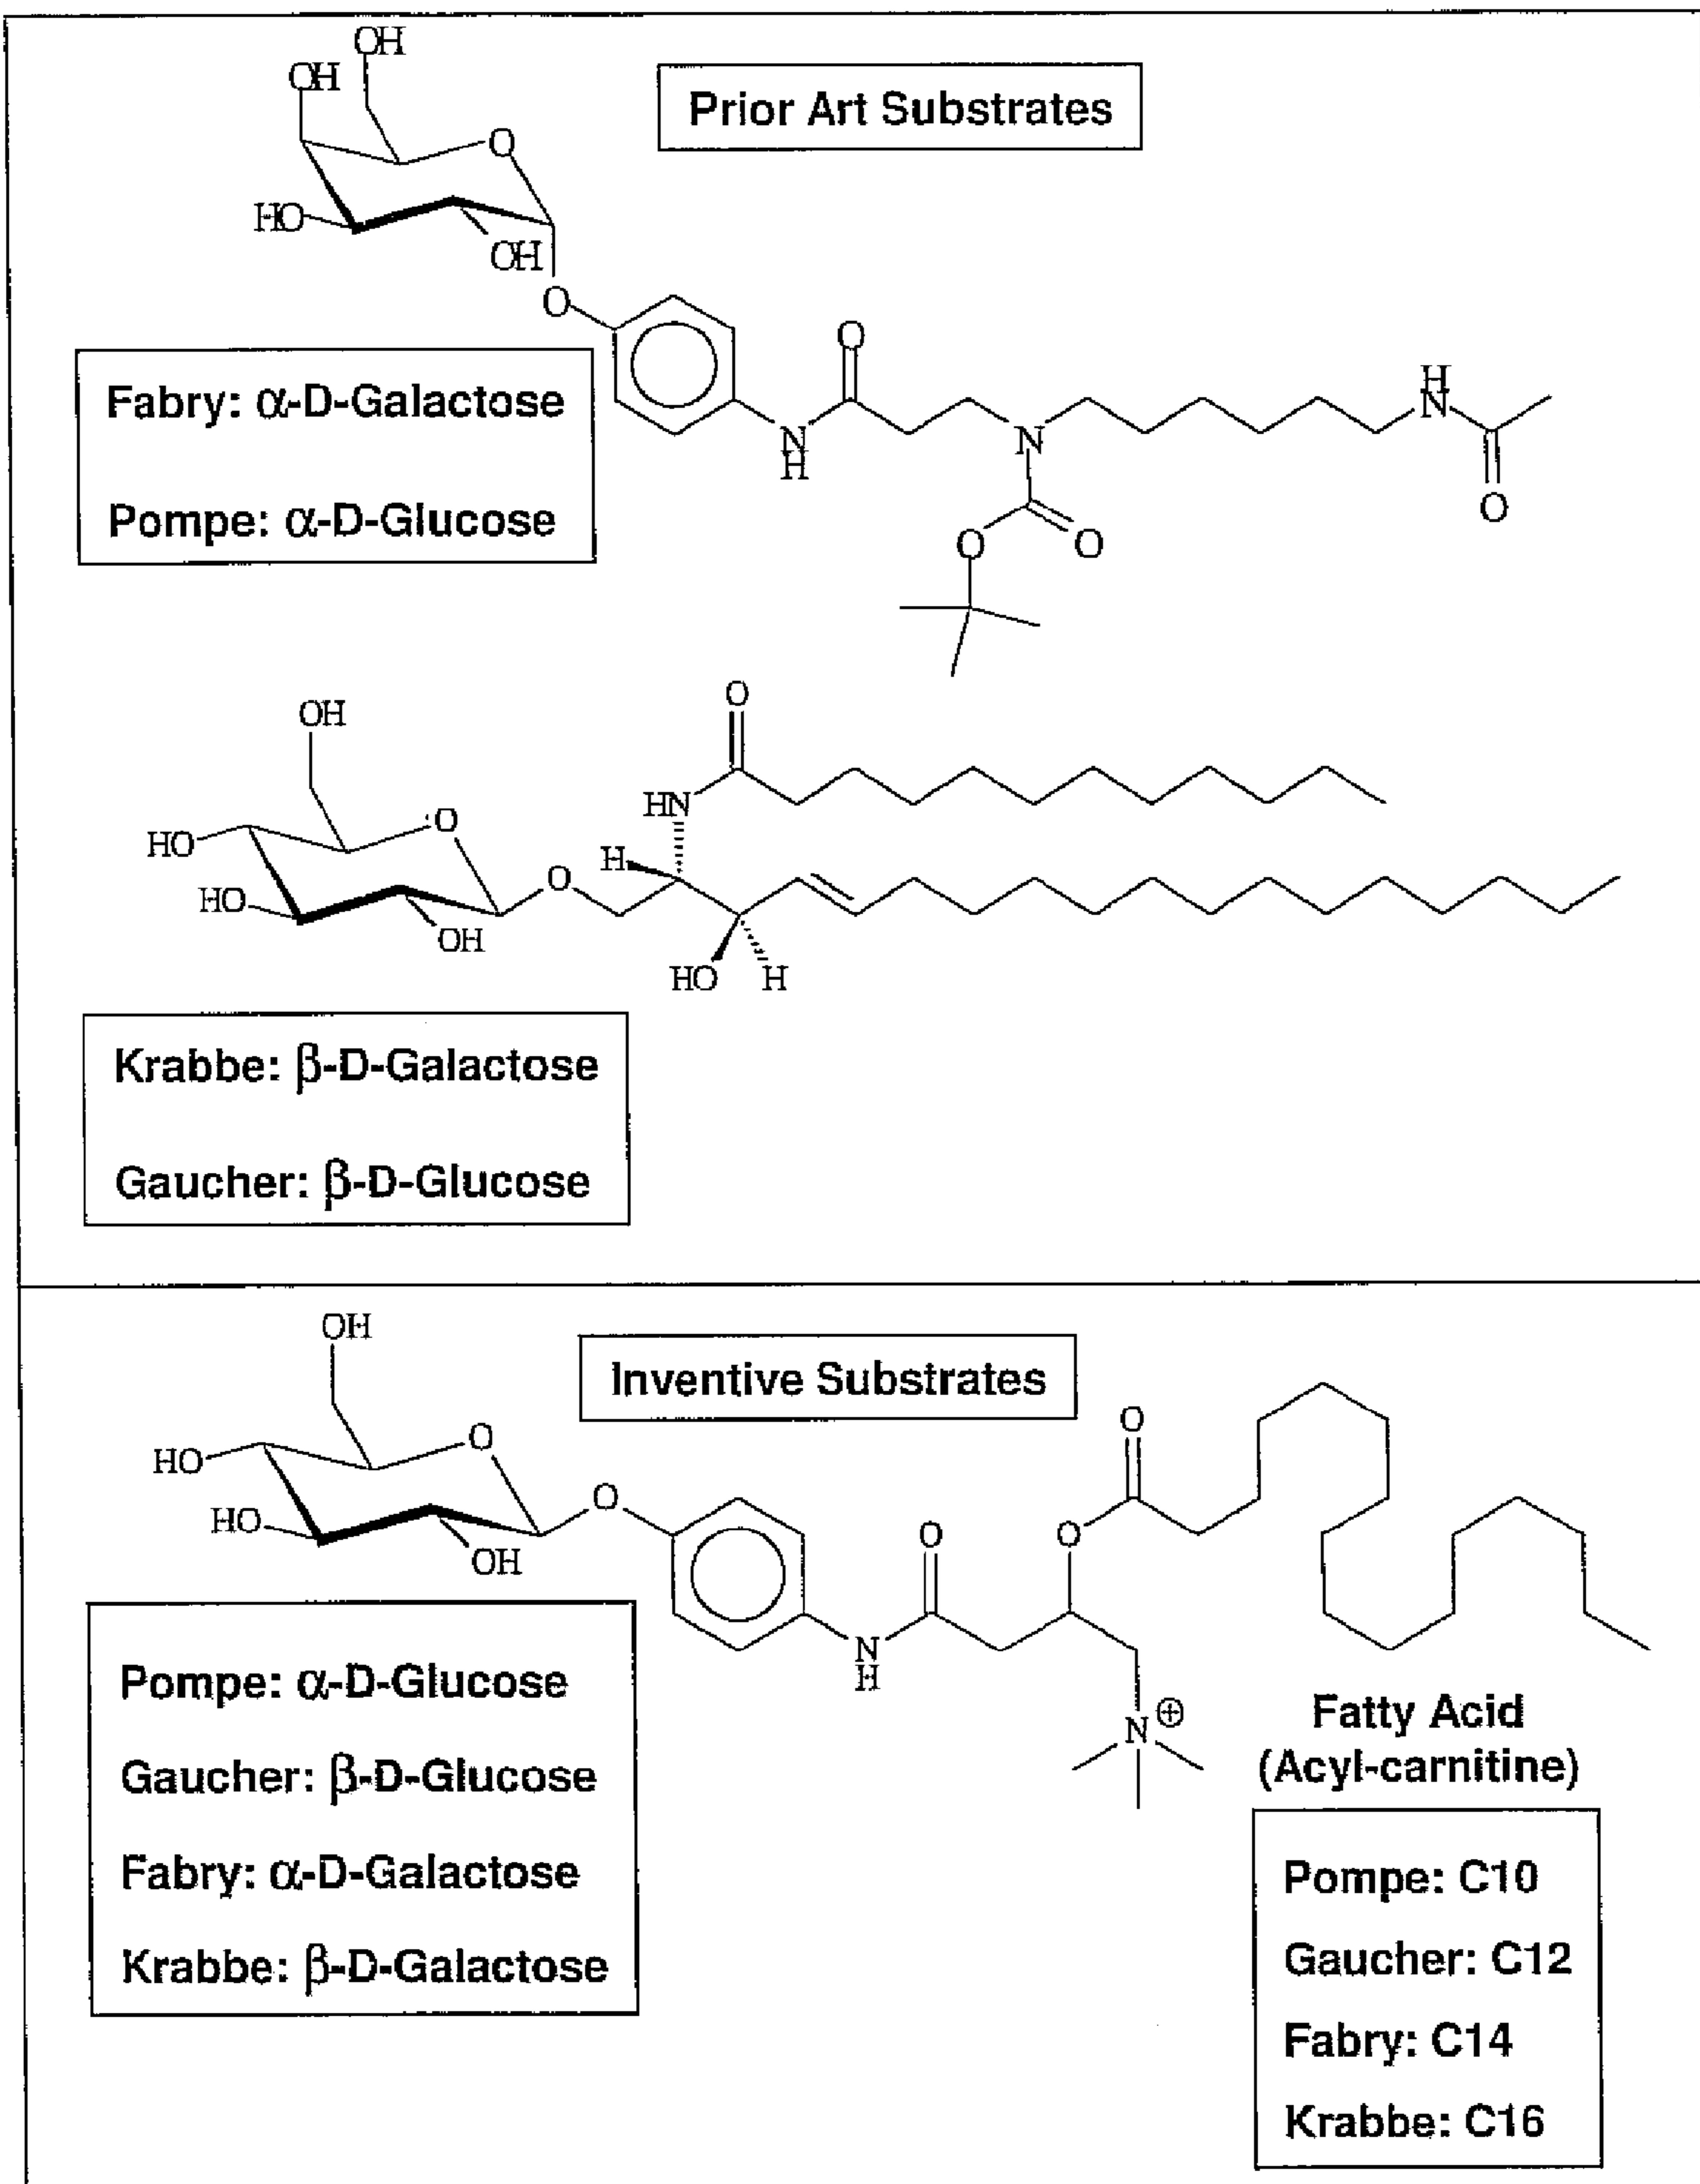 OH
OH
Prior Art Substrates
O
HO
OH
O
O
H
N
Fabry: α-D-Galactose
N
H
N
O
Pompe: α-D-Glucose
O
O
O
OH
HN
O
HO
H
O
HO
OH
HO
H
Krabbe: β-D-Galactose
Gaucher: β-D-Glucose
OH
Inventive Substrates
O
O
HO
O
HO
O
O
OH
N
H
Pompe: α-D-Glucose
N ⊕
Fatty Acid
(Acyl-carnitine)
Gaucher: β-D-Glucose
Fabry: α-D-Galactose
Krabbe: β-D-Galactose
Pompe: C10
Gaucher: C12
Fabry: C14
Krabbe: C16